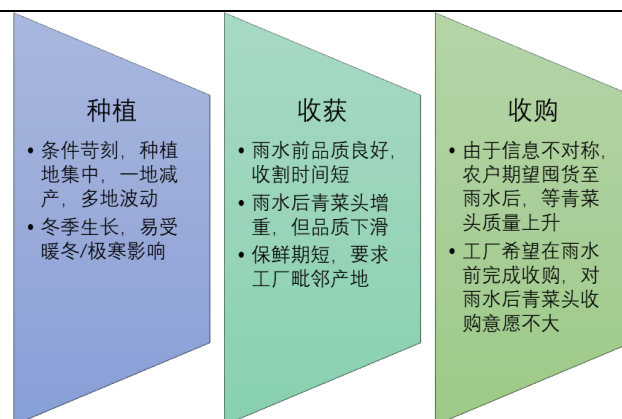 种植
• 条件苛刻，种植
地集中，一地减
产，多地波动
• 冬季生长，易受
暖冬/极寒影响
收获
• 雨水前品质良好，
收割时间短
• 雨水后青菜头增
重，但品质下滑
• 保鲜期短，要求
工厂毗邻产地
收购
• 由于信息不对称，
农户期望囤货至
雨水后，等青菜
头质量上升
• 工厂希望在雨水
前完成收购，对
雨水后青菜头收
购意愿不大